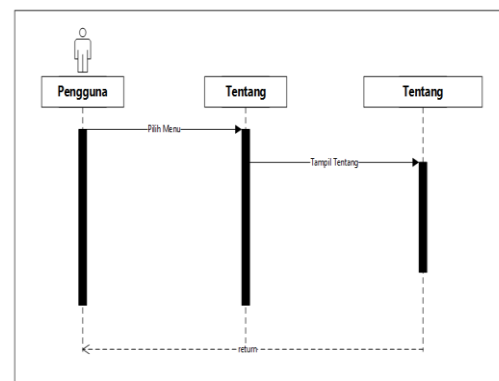 Pengguna
Tentang
Tentang
Pilih Menu
Tampil Tentang
return